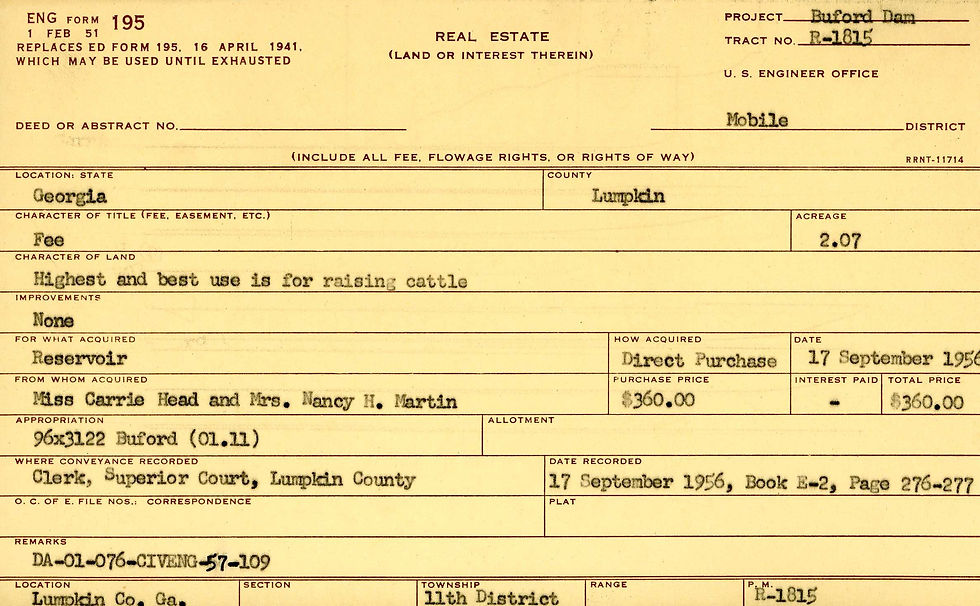 ENG FORM 195
1 FEB 51
REPLACES ED FORM 195, 16 APRIL 1941,
WHICH MAY BE USED UNTIL EXHAUSTED
REAL ESTATE
(LAND OR INTEREST THEREIN)
PROJECT Buford Dam
TRACT NO. R-1815
U. S. ENGINEER OFFICE
DEED OR ABSTRACT NO.
Mobile DISTRICT
(INCLUDE ALL FEE, FLOWAGE RIGHTS, OR RIGHTS OF WAY)
RRNT-11714
LOCATION: STATE
Georgia
COUNTY
Lumpkin
CHARACTER OF TITLE (FEE, EASEMENT, ETC.)
Fee
ACREAGE
2.07
CHARACTER OF LAND
Highest and best use is for raising cattle
IMPROVEMENTS
None
FOR WHAT ACQUIRED
Reservoir
HOW ACQUIRED
Direct Purchase
DATE
17 September 1956
FROM WHOM ACQUIRED
Miss Carrie Head and Mrs. Nancy H. Martin
PURCHASE PRICE
$360.00
INTEREST PAID
-
TOTAL PRICE
$360.00
APPROPRIATION
96x3122 Buford (01.11)
ALLOTMENT
WHERE CONVEYANCE RECORDED
Clerk, Superior Court, Lumpkin County
DATE RECORDED
17 September 1956, Book E-2, Page 276-277
O. C. OF E. FILE NOS.: CORRESPONDENCE
PLAT
REMARKS
DA-01-076-CIVENG-57-109
LOCATION
Lumpkin Co. Ga.
SECTION
TOWNSHIP
11th District
RANGE
P. M.
R-1815